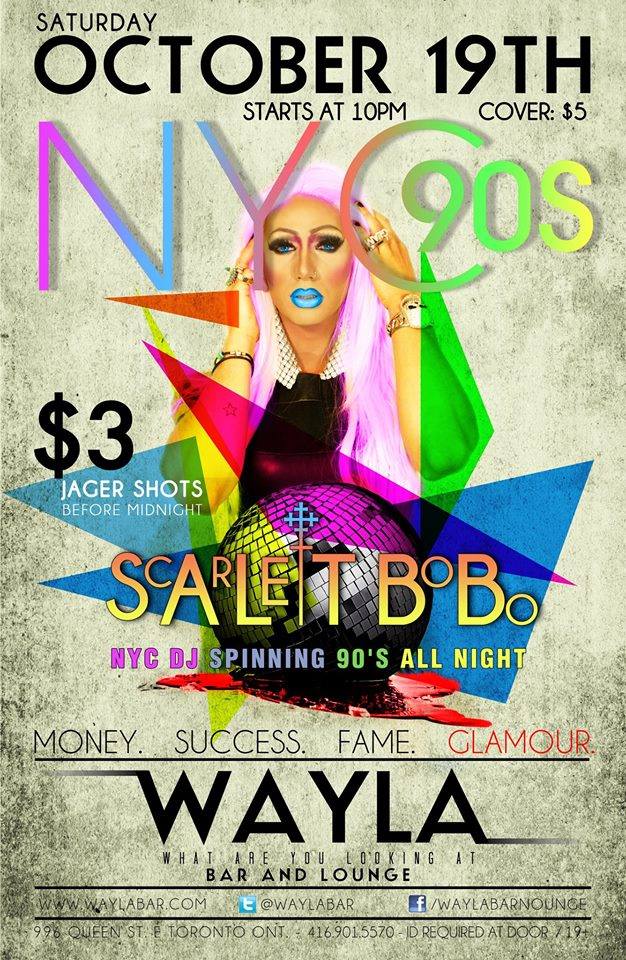 SATURDAY
OCTOBER 19TH
STARTS AT 10PM COVER: $5
NYC 90S
$3
JAGER SHOTS
BEFORE MIDNIGHT
SCARLETT BOBO
NYC DJ SPINNING 90'S ALL NIGHT
MONEY. SUCCESS. FAME. GLAMOUR.
WAYLA
WHAT ARE YOU LOOKING AT
BAR AND LOUNGE
WWW.WAYLABAR.COM @WAYLABAR f /WAYLABARNOUNGE
996 QUEEN ST. E TORONTO ONT. - 416.901.5570 - ID REQUIRED AT DOOR / 19+